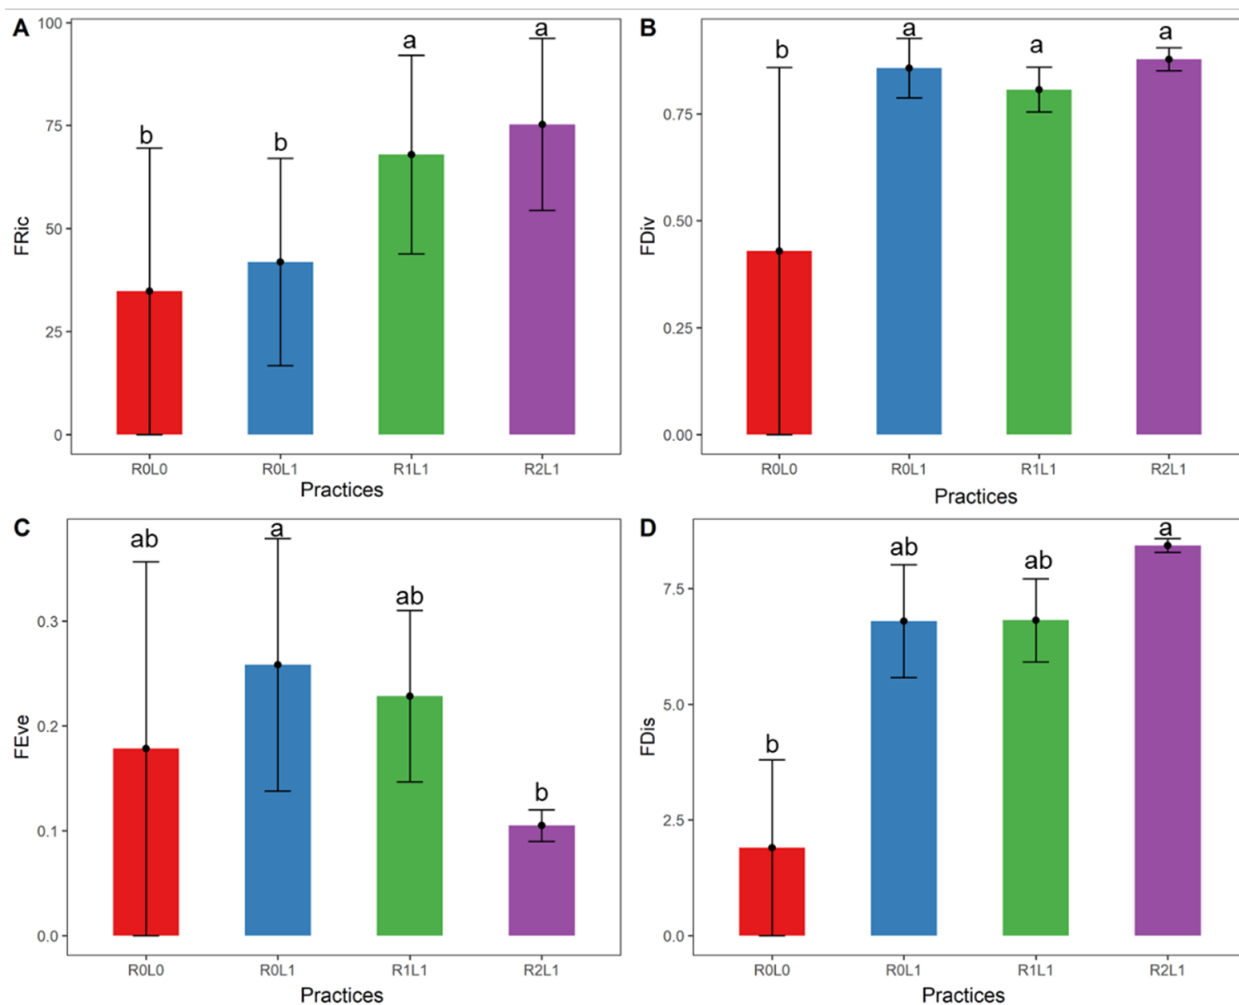 A
FRic
100
75
50
25
0
b
b
a
a
R0L0 R0L1 R1L1 R2L1
Practices
B
FDiv
0.75
0.50
0.25
0.00
b
a
a
a
R0L0 R0L1 R1L1 R2L1
Practices
C
FEve
0.3
0.2
0.1
0.0
ab
a
ab
b
R0L0 R0L1 R1L1 R2L1
Practices
D
FDis
7.5
5.0
2.5
0.0
b
ab
ab
a
R0L0 R0L1 R1L1 R2L1
Practices